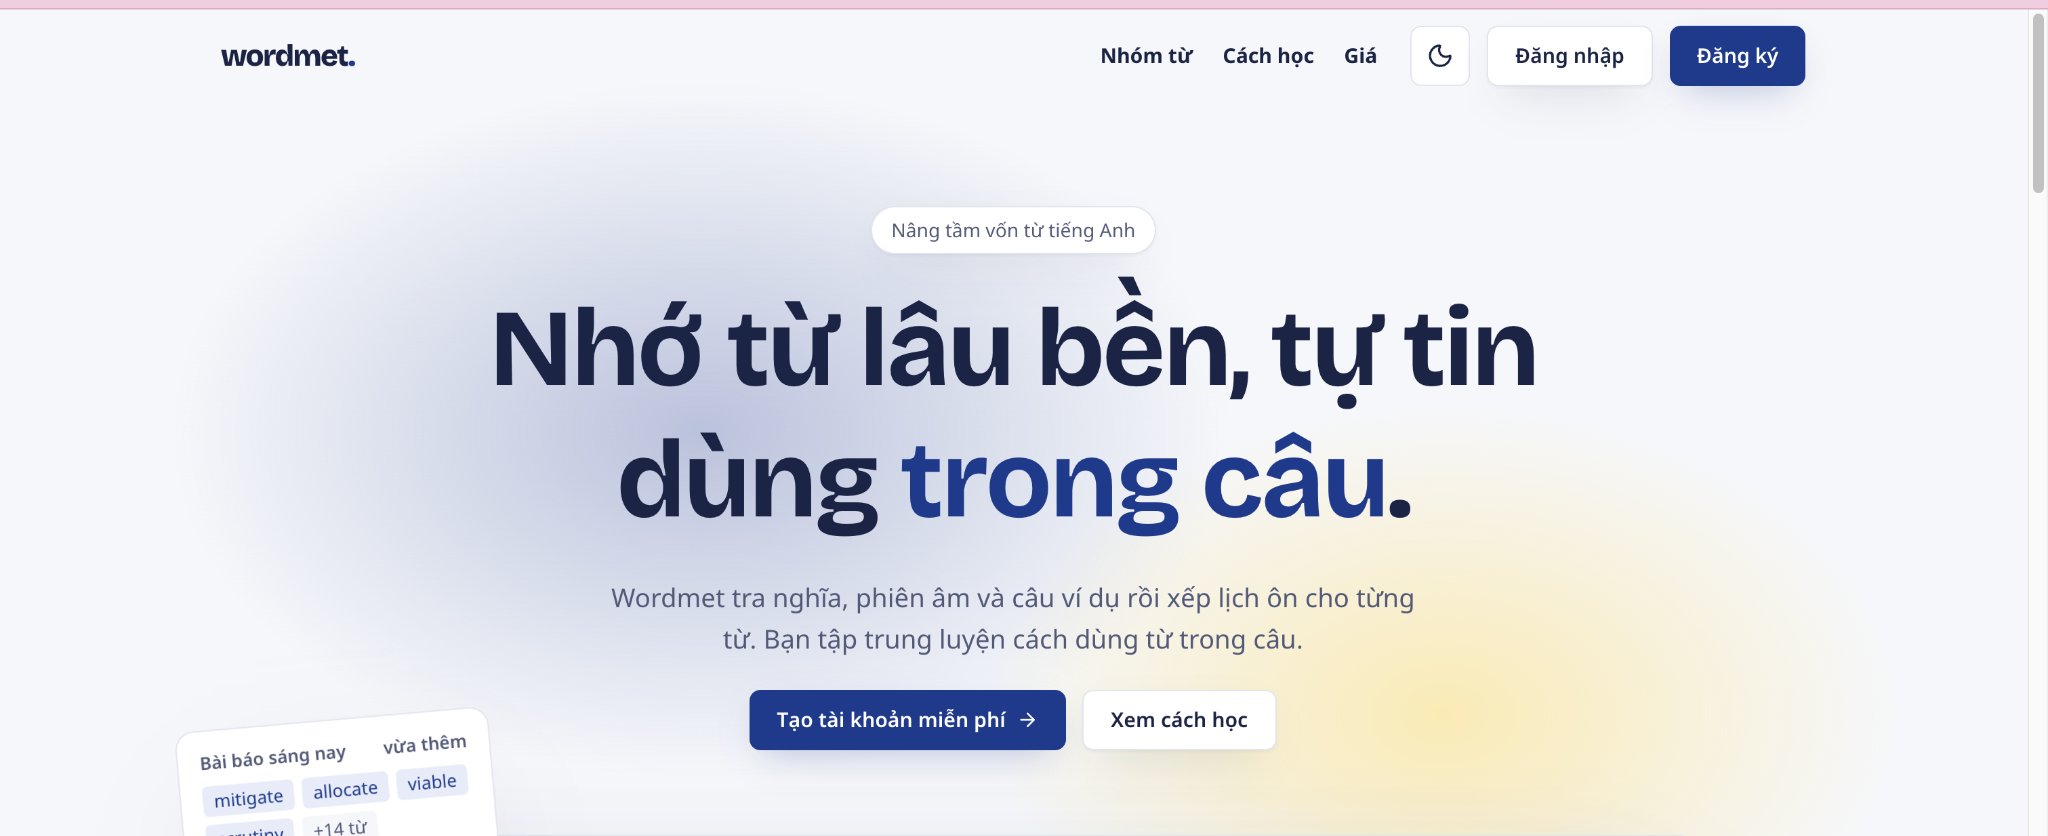 wordmet.
Nhóm từ
Cách học
Giá
Đăng nhập
Đăng ký
Nâng tầm vốn từ tiếng Anh
Nhớ từ lâu bền, tự tin
dùng trong câu.
Wordmet tra nghĩa, phiên âm và câu ví dụ rồi xếp lịch ôn cho từng
từ. Bạn tập trung luyện cách dùng từ trong câu.
Tạo tài khoản miễn phí →
Xem cách học
Bài báo sáng nay vừa thêm
mitigate allocate viable
+14 từ